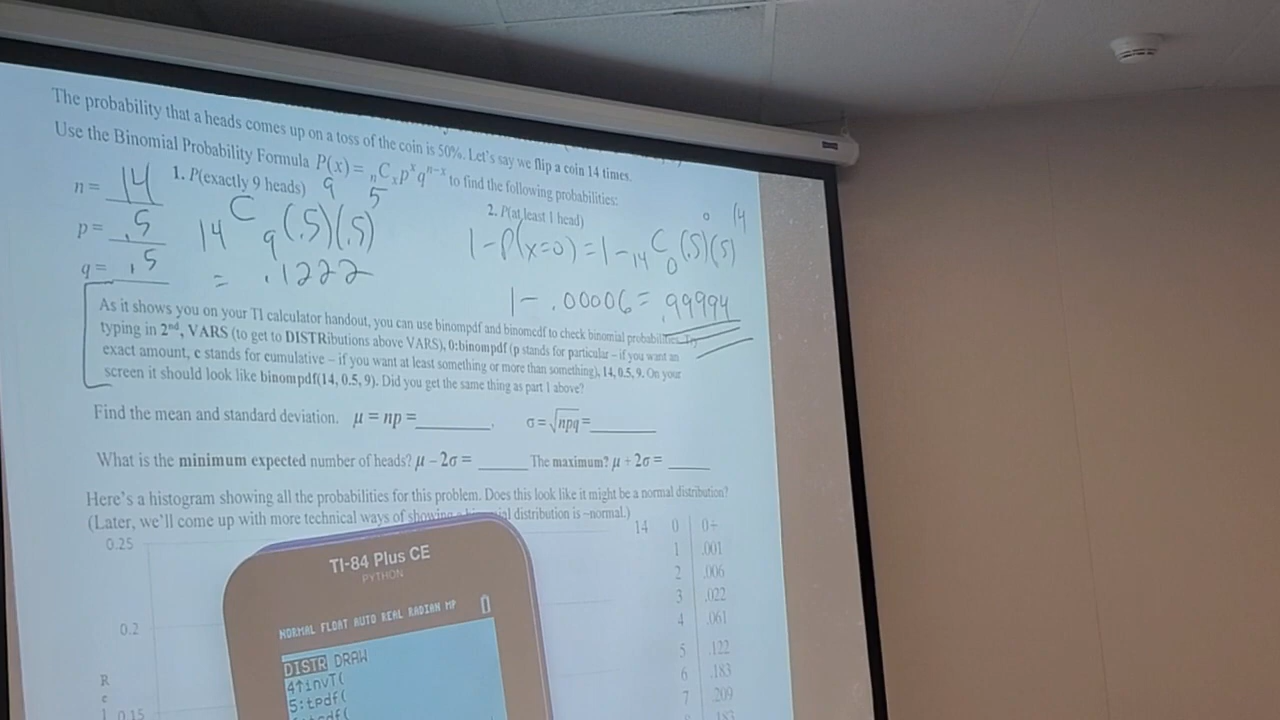 The probability that a heads comes up on a toss of the coin is 50%. Let's say we flip a coin 14 times.
Use the Binomial Probability Formula P(x) = nCx p^x q^(n-x) to find the following probabilities:
n = 14
p = .5
q = .5
1. P(exactly 9 heads)
14 C 9 (.5)^9 (.5)^5
= .1222
2. P(at least 1 head)
1-P(x=0) = 1- 14 C 0 (.5)^0 (.5)^14
1- .00006 = .99994
As it shows you on your TI calculator handout, you can use binompdf and binomcdf to check binomial probabilities. Try
typing in 2nd, VARS (to get to DISTRibutions above VARS), 0:binompdf (p stands for particular – if you want an
exact amount, c stands for cumulative – if you want at least something or more than something), 14, 0.5, 9. On your
screen it should look like binompdf(14, 0.5, 9). Did you get the same thing as part 1 above?
Find the mean and standard deviation. μ = np = ________. σ = √npq = ________
What is the minimum expected number of heads? μ – 2σ = ______ The maximum? μ + 2σ = _____
Here's a histogram showing all the probabilities for this problem. Does this look like it might be a normal distribution?
(Later, we'll come up with more technical ways of showing distribution is ~normal.)
0.25
0.2
R
e
l 0.15
14
0 0+
1 .001
2 .006
3 .022
4 .061
5 .122
6 .183
7 .209
8 .183
TI-84 Plus CE
PYTHON
NORMAL FLOAT AUTO REAL RADIAN MP
DISTR DRAW
4↑invT(
5:tpdf(
tcdf(